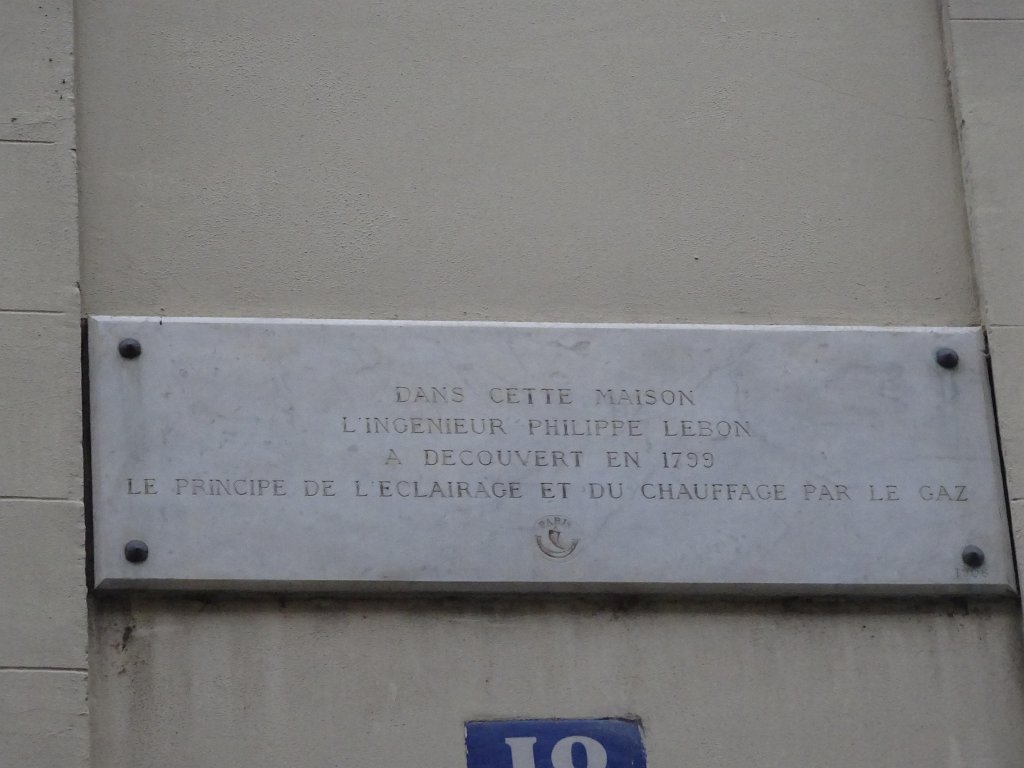 DANS CETTE MAISON
L'INGENIEUR PHILIPPE LEBON
A DECOUVERT EN 1799
LE PRINCIPE DE L'ECLAIRAGE ET DU CHAUFFAGE PAR LE GAZ
PARIS